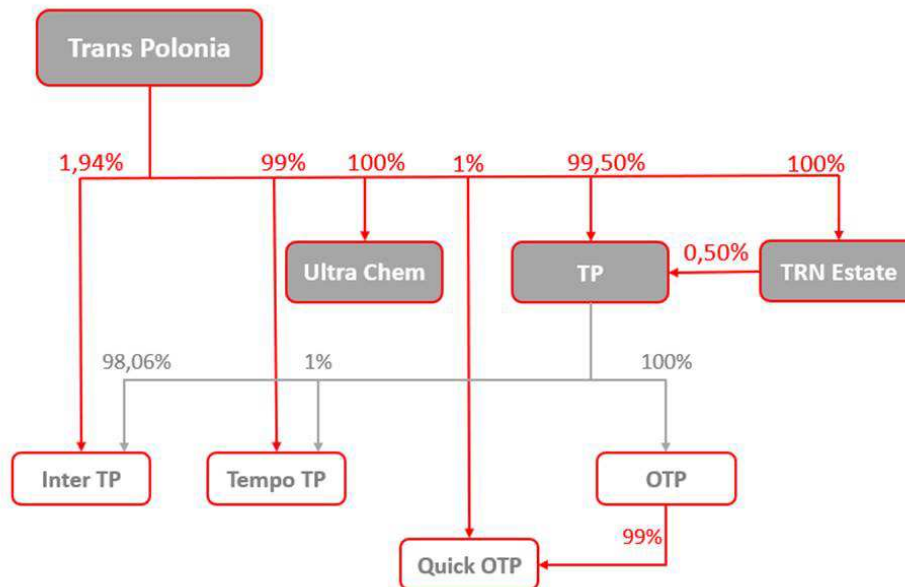 Trans Polonia
1,94% 99% 100% 1% 99,50% 100%
Ultra Chem TP 0,50% TRN Estate
98,06% 1% 100%
Inter TP Tempo TP OTP
99%
Quick OTP